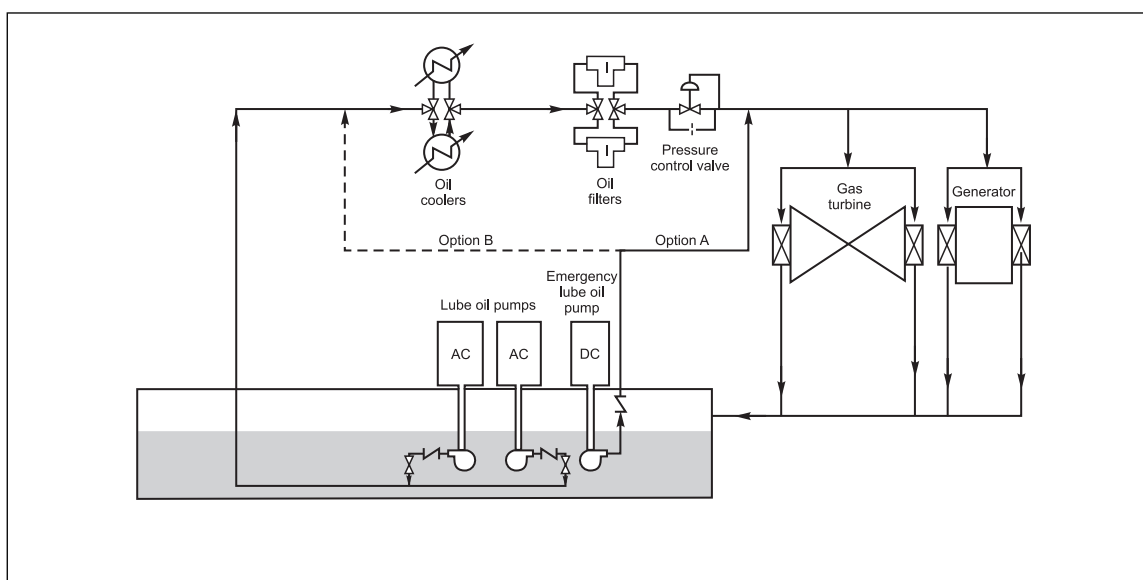 Oil
coolers
Oil
filters
Pressure
control valve
Gas
turbine
Generator
Option B
Option A
Emergency
lube oil
pump
Lube oil pumps
AC
AC
DC